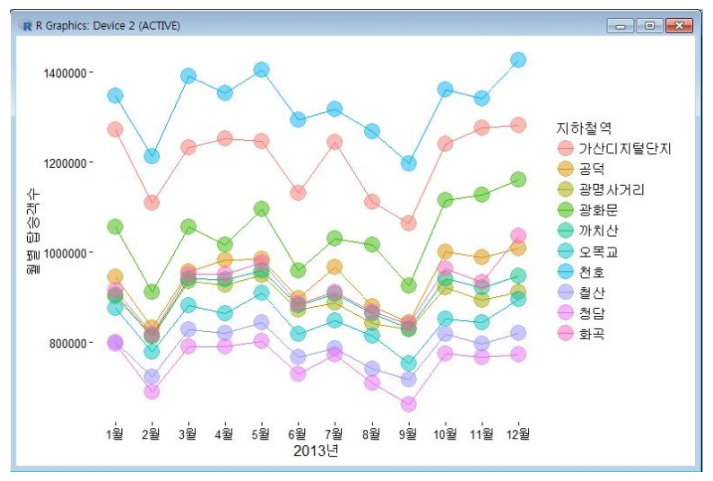 R Graphics: Device 2 (ACTIVE)
1400000
1200000
1000000
800000
월별 탑승객수
1월 2월 3월 4월 5월 6월 7월 8월 9월 10월 11월 12월
2013년
지하철역
가산디지털단지
공덕
광명사거리
광화문
까치산
오목교
천호
철산
청담
화곡